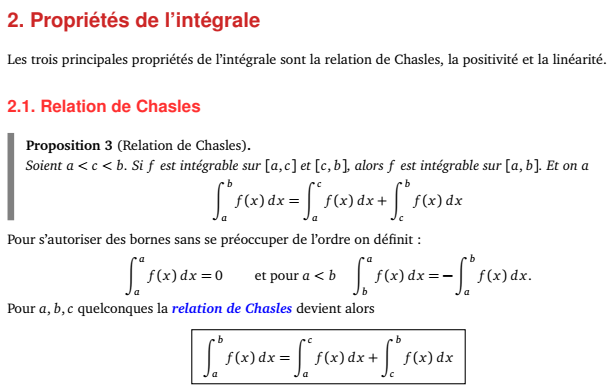 2. Propriétés de l'intégrale
Les trois principales propriétés de l'intégrale sont la relation de Chasles, la positivité et la linéarité.
2.1. Relation de Chasles
Proposition 3 (Relation de Chasles).
Soient a < c < b. Si f est intégrable sur [a, c] et [c, b], alors f est intégrable sur [a, b]. Et on a
∫_a^b f(x) dx = ∫_a^c f(x) dx + ∫_c^b f(x) dx
Pour s'autoriser des bornes sans se préoccuper de l'ordre on définit :
∫_a^a f(x) dx = 0 et pour a < b ∫_b^a f(x) dx = − ∫_a^b f(x) dx.
Pour a, b, c quelconques la relation de Chasles devient alors
∫_a^b f(x) dx = ∫_a^c f(x) dx + ∫_c^b f(x) dx